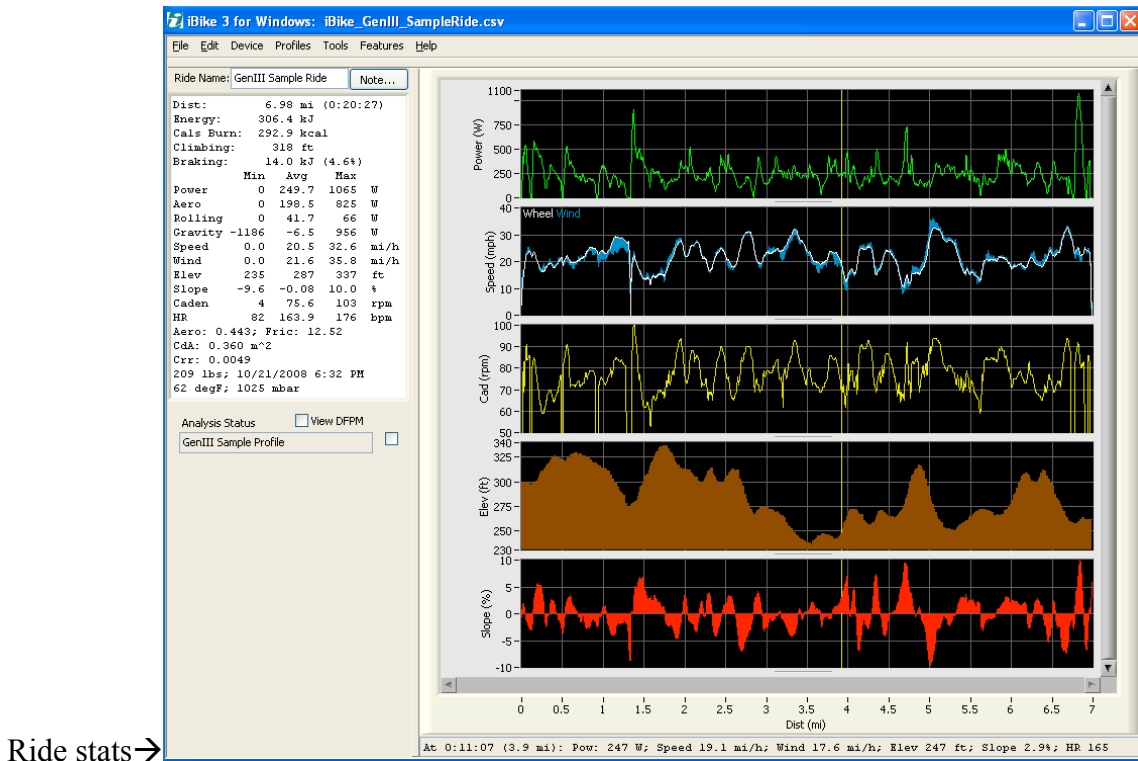 iBike 3 for Windows:  iBike_GenIII_SampleRide.csv
File Edit Device Profiles Tools Features Help
Ride Name: GenIII Sample Ride Note...
Dist: 6.98 mi (0:20:27)
Energy: 306.4 kJ
Cals Burn: 292.9 kcal
Climbing: 318 ft
Braking: 14.0 kJ (4.6%)
Min Avg Max
Power 0 249.7 1065 W
Aero 0 198.5 825 W
Rolling 0 41.7 66 W
Gravity -1186 -6.5 956 W
Speed 0.0 20.5 32.6 mi/h
Wind 0.0 21.6 35.8 mi/h
Elev 235 287 337 ft
Slope -9.6 -0.08 10.0 %
Caden 4 75.6 103 rpm
HR 82 163.9 176 bpm
Aero: 0.443; Fric: 12.52
CdA: 0.360 m^2
Crr: 0.0049
209 lbs; 10/21/2008 6:32 PM
62 degF; 1025 mbar
Analysis Status View DFPM
GenIII Sample Profile
Power (W)
1100
750
500
250
0
Speed (mph)
40
30
20
10
0
Wheel Wind
Cad (rpm)
100
90
80
70
60
50
Elev (ft)
340
325
300
275
250
230
Slope (%)
10
5
0
-5
-10
0 0.5 1 1.5 2 2.5 3 3.5 4 4.5 5 5.5 6 6.5 7
Dist (mi)
At 0:11:07 (3.9 mi): Pow: 247 W; Speed 19.1 mi/h; Wind 17.6 mi/h; Elev 247 ft; Slope 2.9%; HR 165
Ride stats→